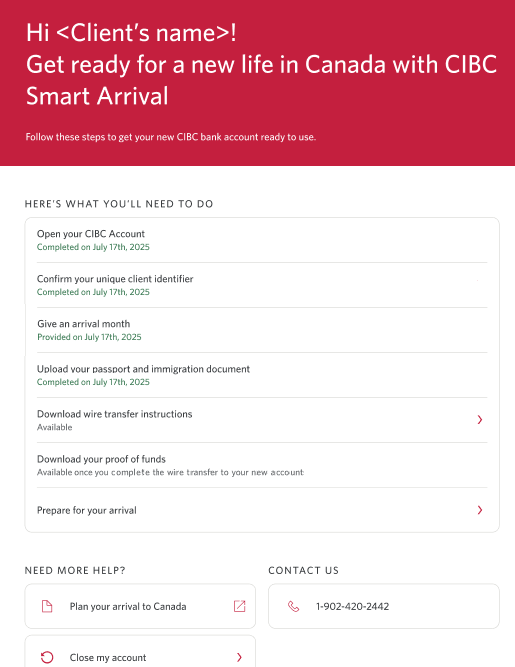 Hi <Client’s name>!
Get ready for a new life in Canada with CIBC
Smart Arrival
Follow these steps to get your new CIBC bank account ready to use.
HERE’S WHAT YOU’LL NEED TO DO
Open your CIBC Account
Completed on July 17th, 2025
Confirm your unique client identifier
Completed on July 17th, 2025
Give an arrival month
Provided on July 17th, 2025
Upload your passport and immigration document
Completed on July 17th, 2025
Download wire transfer instructions
Available
Download your proof of funds
Available once you complete the wire transfer to your new account
Prepare for your arrival
NEED MORE HELP?
Plan your arrival to Canada
Close my account
CONTACT US
1-902-420-2442